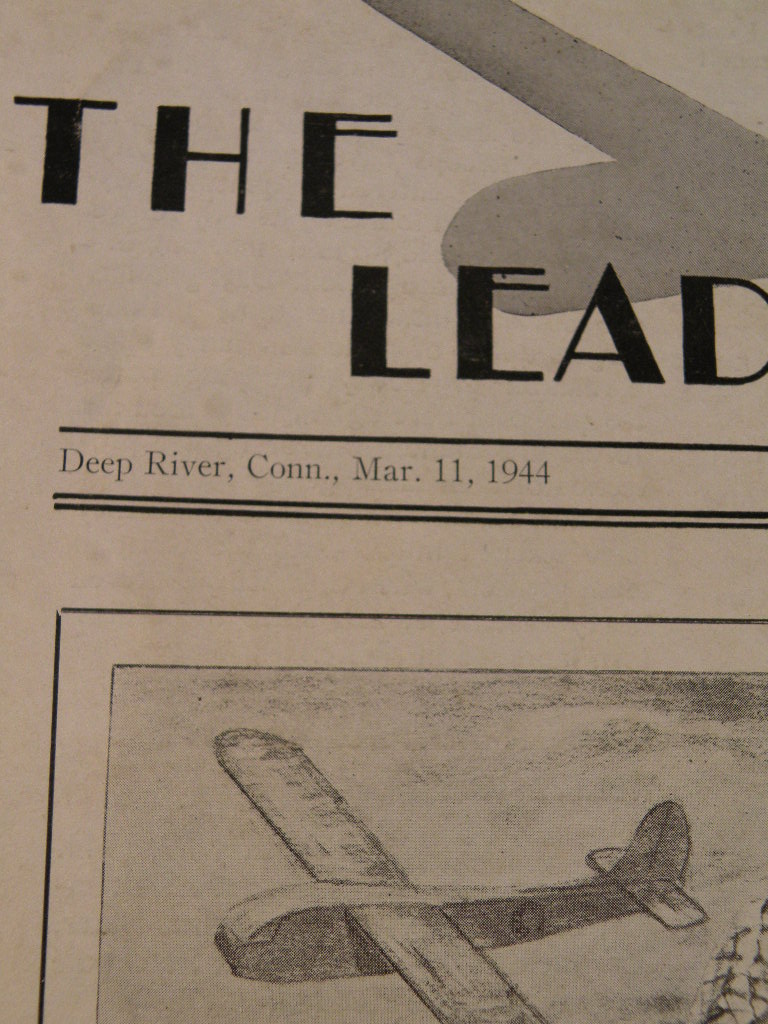 THE
LEAD
Deep River, Conn., Mar. 11, 1944